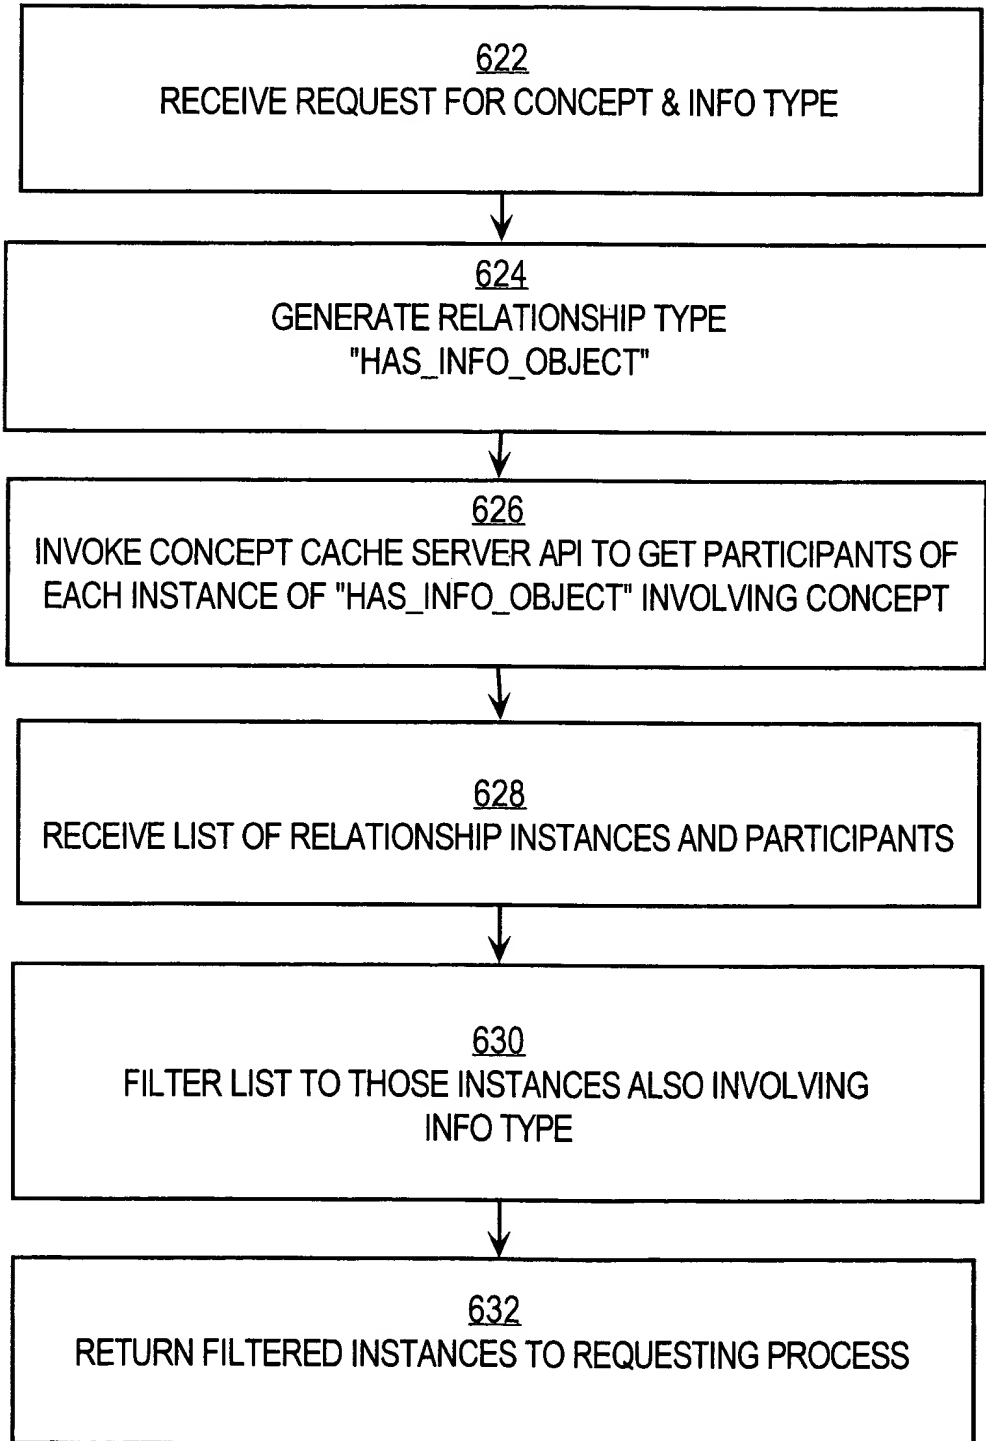 622
RECEIVE REQUEST FOR CONCEPT & INFO TYPE
624
GENERATE RELATIONSHIP TYPE
"HAS_INFO_OBJECT"
626
INVOKE CONCEPT CACHE SERVER API TO GET PARTICIPANTS OF
EACH INSTANCE OF "HAS_INFO_OBJECT" INVOLVING CONCEPT
628
RECEIVE LIST OF RELATIONSHIP INSTANCES AND PARTICIPANTS
630
FILTER LIST TO THOSE INSTANCES ALSO INVOLVING
INFO TYPE
632
RETURN FILTERED INSTANCES TO REQUESTING PROCESS